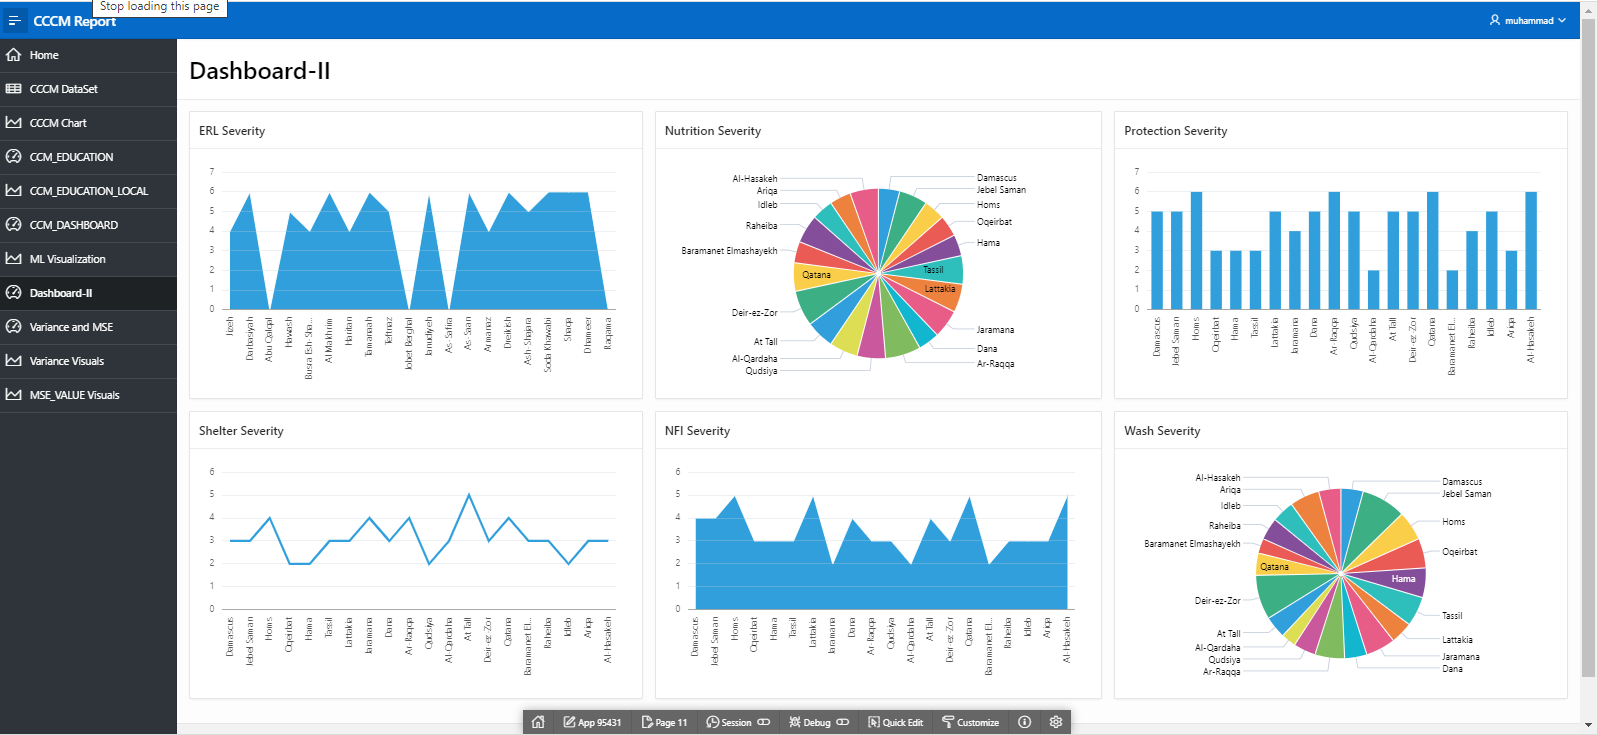 Stop loading this page
CCCM Report
muhammad
Home
CCCM DataSet
CCCM Chart
CCM_EDUCATION
CCM_EDUCATION_LOCAL
CCM_DASHBOARD
ML Visualization
Dashboard-II
Variance and MSE
Variance Visuals
MSE_VALUE Visuals
Dashboard-II
ERL Severity
7
6
5
4
3
2
1
0
Jizeh
Darbasiyah
Abu Qalqal
Hawash
Busra Esh-Sha...
Al Makhrim
Haritan
Tamanaah
Teftnaz
Jobet Berghal
Janudiyeh
As-Safira
As-Saan
Armanaz
Dreikish
Ash-Shajara
Soda Khawabi
Shaqa
Dhameer
Raqama
Nutrition Severity
Al-Hasakeh
Ariqa
Idleb
Raheiba
Baramanet Elmashayekh
Qatana
Deir-ez-Zor
At Tall
Al-Qardaha
Qudsiya
Damascus
Jebel Saman
Homs
Oqeirbat
Hama
Tassil
Lattakia
Jaramana
Dana
Ar-Raqqa
Protection Severity
7
6
5
4
3
2
1
0
Damascus
Jebel Saman
Homs
Oqeirbat
Hama
Tassil
Lattakia
Jaramana
Dana
Ar-Raqqa
Qudsiya
Al-Qardaha
At Tall
Deir-ez-Zor
Qatana
Baramanet El...
Raheiba
Idleb
Ariqa
Al-Hasakeh
Shelter Severity
6
5
4
3
2
1
0
Damascus
Jebel Saman
Homs
Oqeirbat
Hama
Tassil
Lattakia
Jaramana
Dana
Ar-Raqqa
Qudsiya
Al-Qardaha
At Tall
Deir-ez-Zor
Qatana
Baramanet El...
Raheiba
Idleb
Ariqa
Al-Hasakeh
NFI Severity
6
5
4
3
2
1
0
Damascus
Jebel Saman
Homs
Oqeirbat
Hama
Tassil
Lattakia
Jaramana
Dana
Ar-Raqqa
Qudsiya
Al-Qardaha
At Tall
Deir-ez-Zor
Qatana
Baramanet El...
Raheiba
Idleb
Ariqa
Al-Hasakeh
Wash Severity
Al-Hasakeh
Ariqa
Idleb
Raheiba
Baramanet Elmashayekh
Qatana
Deir-ez-Zor
At Tall
Al-Qardaha
Qudsiya
Ar-Raqqa
Damascus
Jebel Saman
Homs
Oqeirbat
Hama
Tassil
Lattakia
Jaramana
Dana
App 95431
Page 11
Session
Debug
Quick Edit
Customize